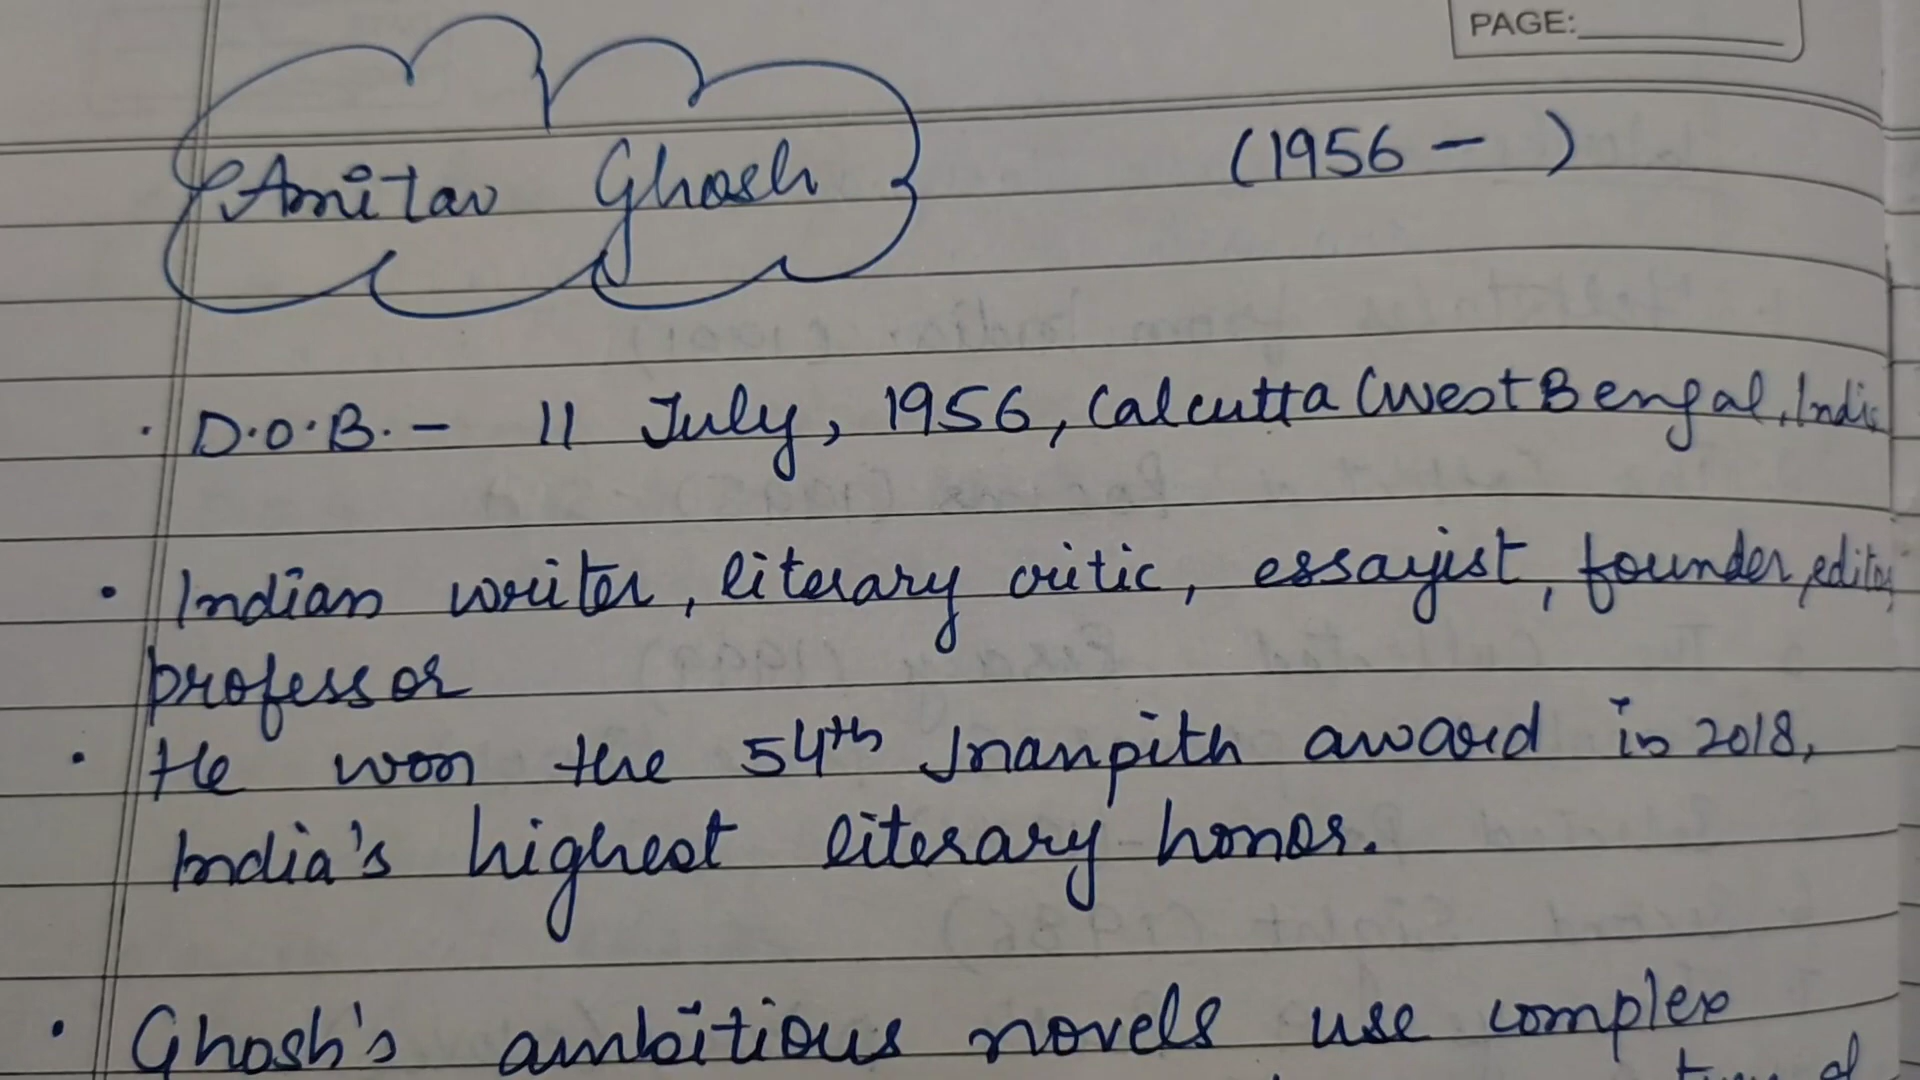 PAGE:
Amitav Ghosh (1956 - )
· D.O.B. - 11 July, 1956, Calcutta (West Bengal, India
· Indian writer, literary critic, essayist, founder, editor,
professor
· He won the 54th Jnanpith award in 2018,
India's highest literary honor.
· Ghosh's ambitious novels use complex